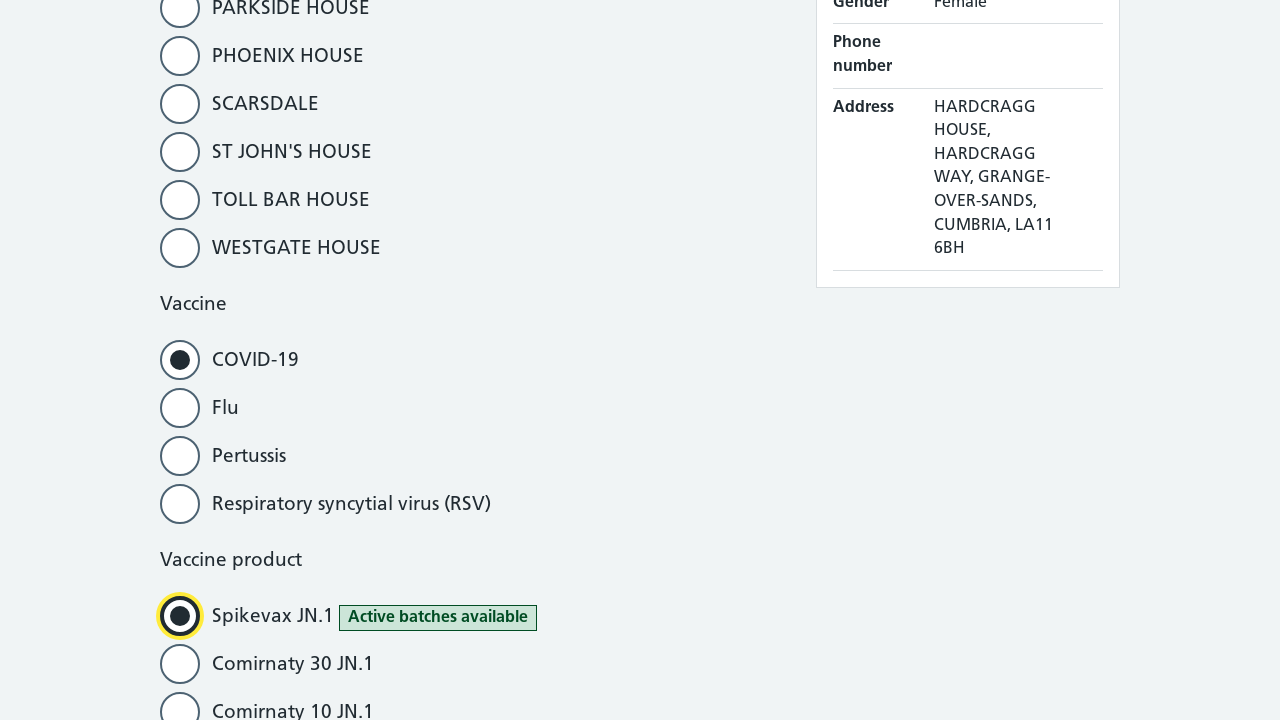 PARKSIDE HOUSE
PHOENIX HOUSE
SCARSDALE
ST JOHN'S HOUSE
TOLL BAR HOUSE
WESTGATE HOUSE
Vaccine
COVID-19
Flu
Pertussis
Respiratory syncytial virus (RSV)
Vaccine product
Spikevax JN.1 Active batches available
Comirnaty 30 JN.1
Comirnaty 10 JN.1
Gender Female
Phone
number
Address HARDCRAGG
HOUSE,
HARDCRAGG
WAY, GRANGE-
OVER-SANDS,
CUMBRIA, LA11
6BH